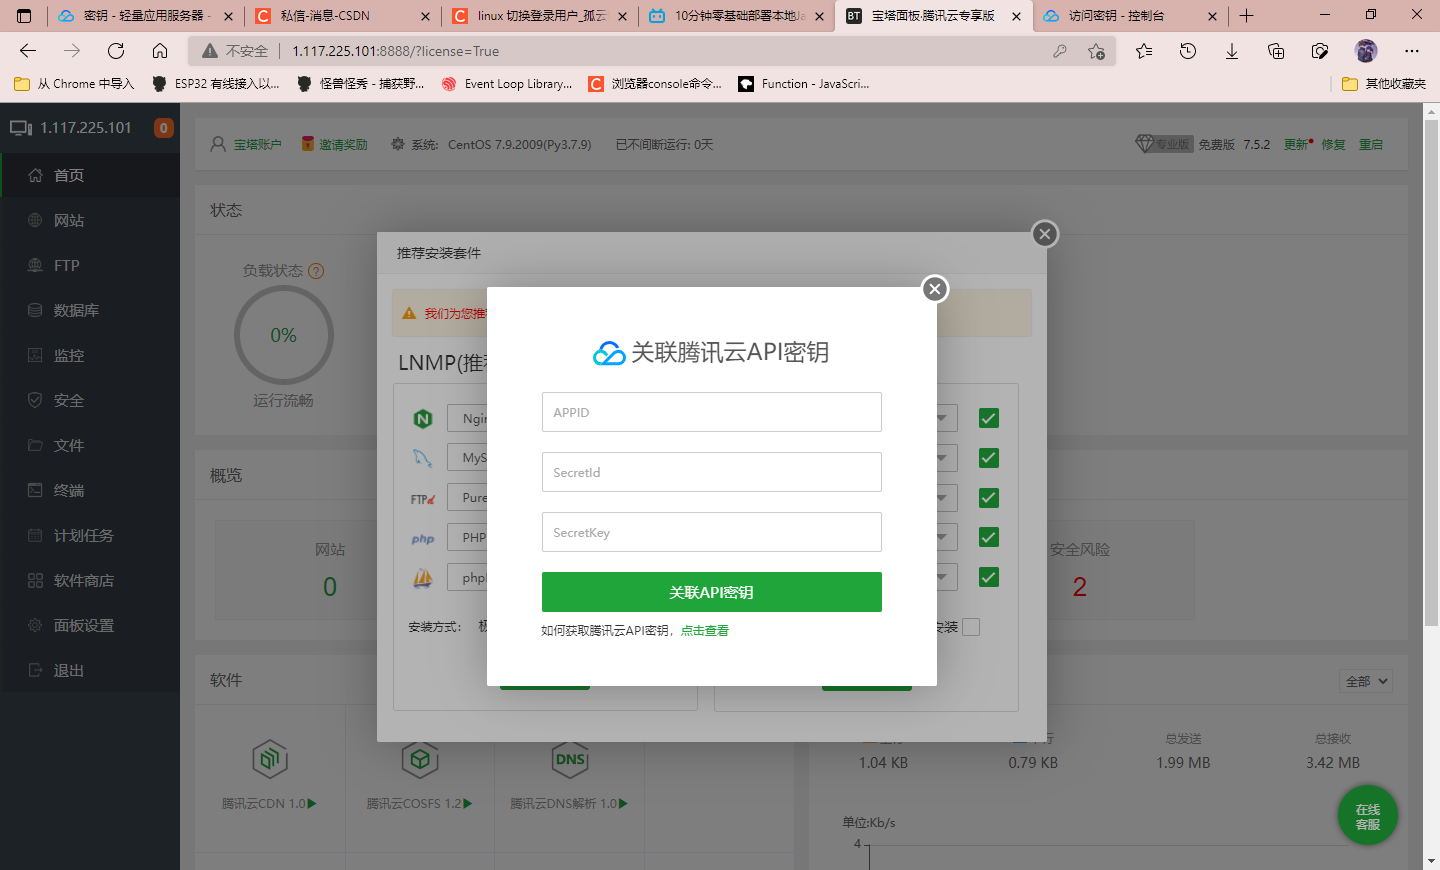 密钥 - 轻量应用服务器 -
私信-消息-CSDN
linux 切换登录用户_孤云
10分钟零基础部署本地Ja
宝塔面板·腾讯云专享版
访问密钥 - 控制台
不安全
1.117.225.101:8888/?license=True
从 Chrome 中导入
ESP32 有线接入以...
怪兽怪秀 - 捕获野...
Event Loop Library...
浏览器console命令...
Function - JavaScri...
其他收藏夹
1.117.225.101
0
首页
网站
FTP
数据库
监控
安全
文件
终端
计划任务
软件商店
面板设置
退出
宝塔账户
邀请奖励
系统: CentOS 7.9.2009(Py3.7.9)
已不间断运行: 0天
专业版
免费版
7.5.2
更新
修复
重启
状态
负载状态
0%
运行流畅
推荐安装套件
我们为您推
LNMP(推
Ngi
MyS
FTPd
Pure
php
PHP
php
安装方式:
安装
关联腾讯云API密钥
APPID
SecretId
SecretKey
关联API密钥
如何获取腾讯云API密钥，点击查看
概览
网站
0
安全风险
2
软件
腾讯云CDN 1.0
腾讯云COSFS 1.2
DNS
腾讯云DNS解析 1.0
全部
总发送
总接收
1.04 KB
0.79 KB
1.99 MB
3.42 MB
单位:Kb/s
4
在线
客服